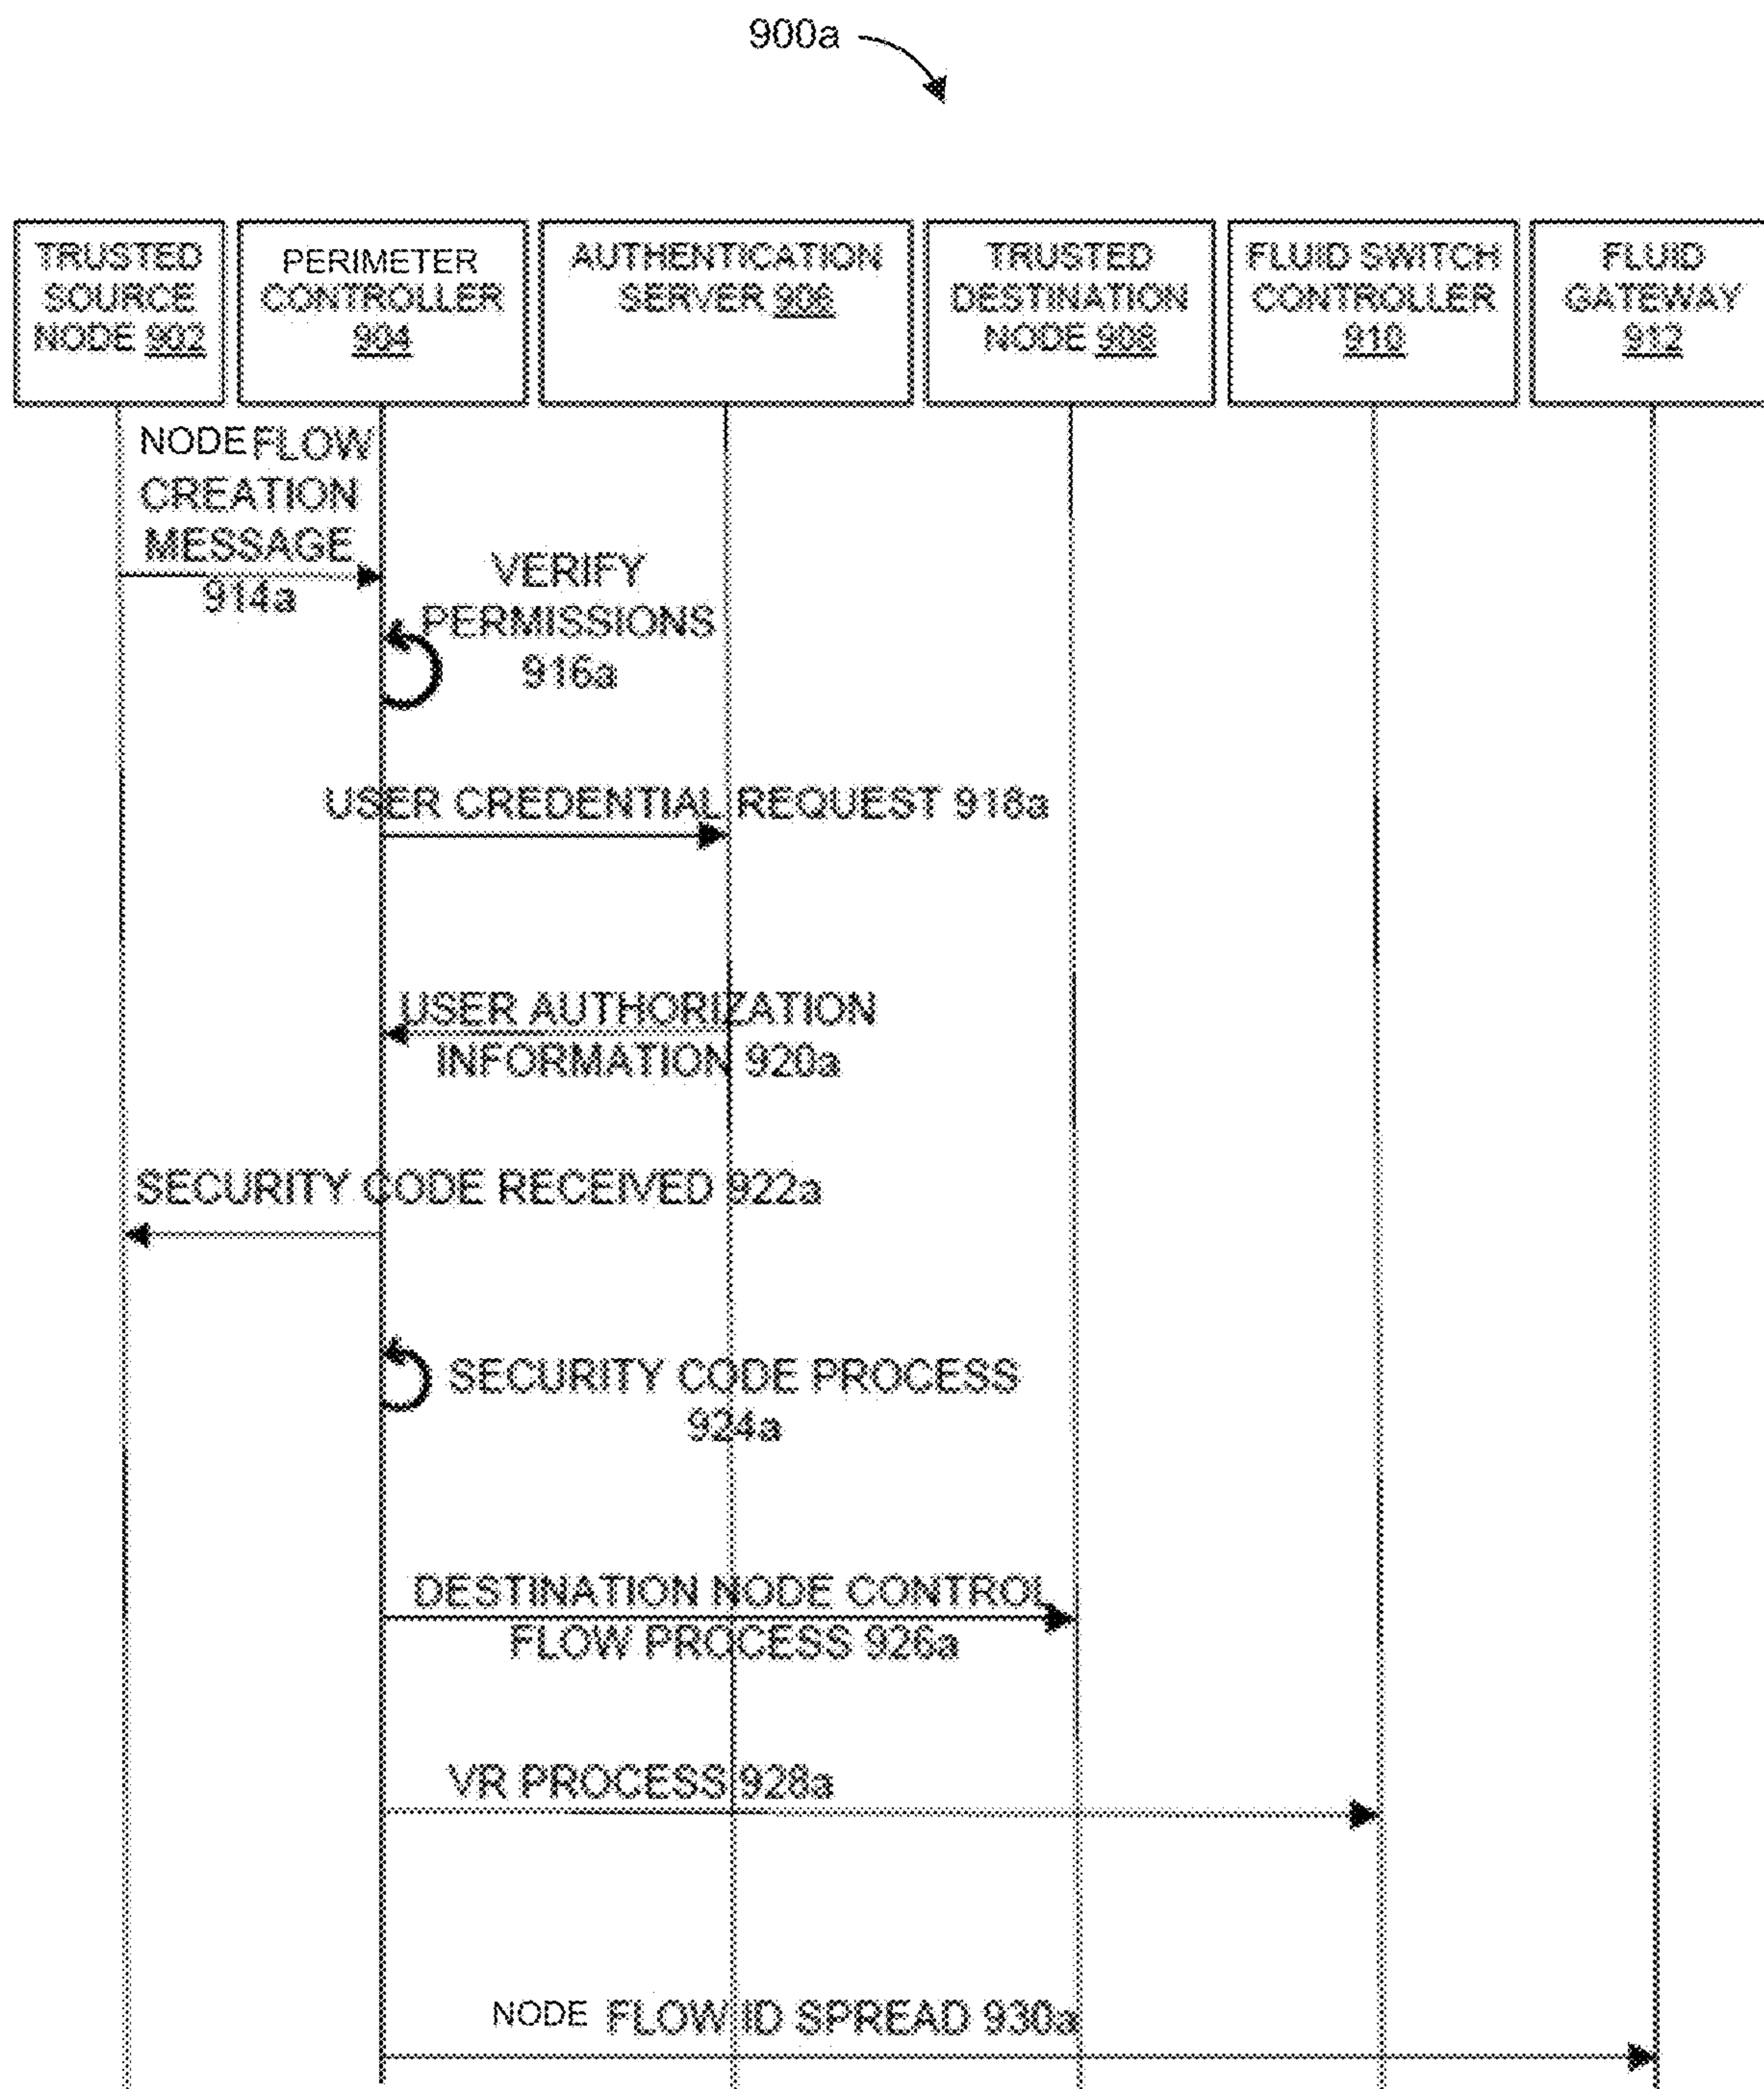 900a
TRUSTED
SOURCE
NODE 902
PERIMETER
CONTROLLER
904
AUTHENTICATION
SERVER 906
TRUSTED
DESTINATION
NODE 908
FLUID SWITCH
CONTROLLER
910
FLUID
GATEWAY
912
NODE FLOW
CREATION
MESSAGE
914a
VERIFY
PERMISSIONS
916a
USER CREDENTIAL REQUEST 918a
USER AUTHORIZATION
INFORMATION 920a
SECURITY CODE RECEIVED 922a
SECURITY CODE PROCESS
924a
DESTINATION NODE CONTROL
FLOW PROCESS 926a
VR PROCESS 928a
NODE FLOW ID SPREAD 930a